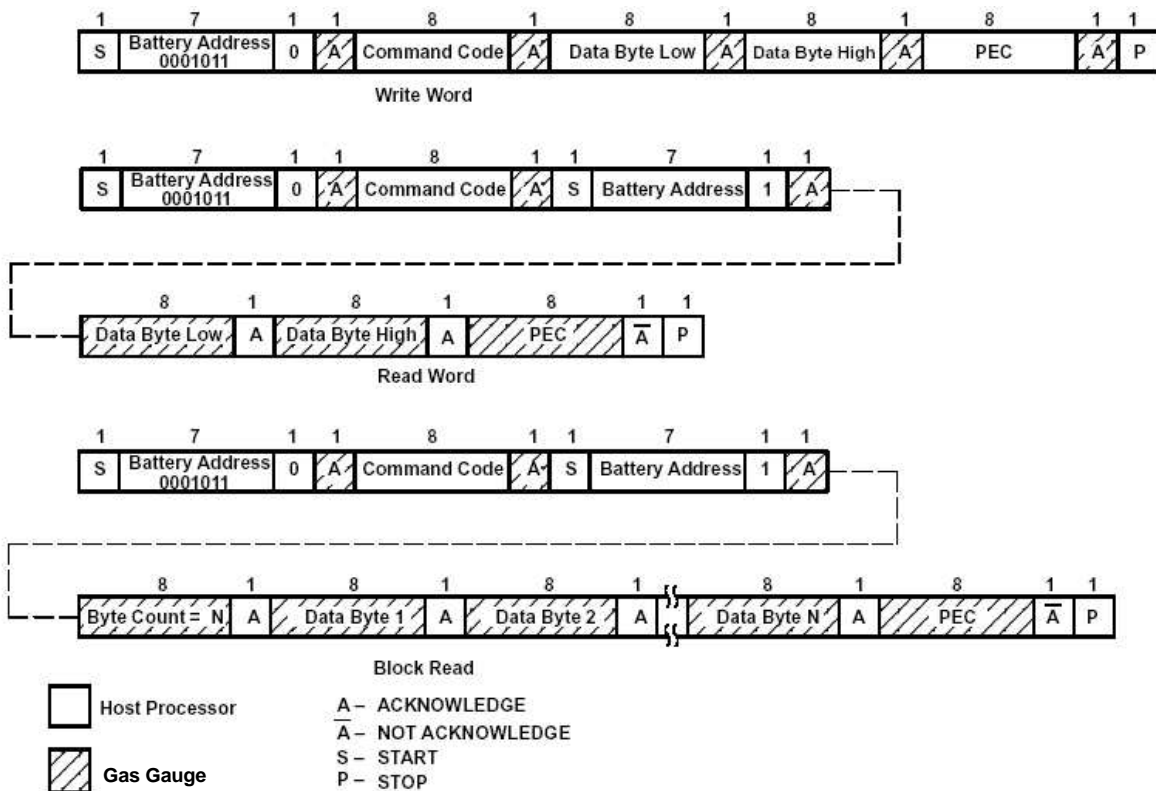 1 7 1 1 8 1 8 1 8 1 8 1 1
S Battery Address 0001011 0 A Command Code A Data Byte Low A Data Byte High A PEC A P
Write Word
1 7 1 1 8 1 1 7 1 1
S Battery Address 0001011 0 A Command Code A S Battery Address 1 A
8 1 8 1 8 1 1
Data Byte Low A Data Byte High A PEC A̅ P
Read Word
1 7 1 1 8 1 1 7 1 1
S Battery Address 0001011 0 A Command Code A S Battery Address 1 A
8 1 8 1 8 1 8 1 8 1 1
Byte Count = N A Data Byte 1 A Data Byte 2 A Data Byte N A PEC A̅ P
Block Read
Host Processor
Gas Gauge
A – ACKNOWLEDGE
A̅ – NOT ACKNOWLEDGE
S – START
P – STOP